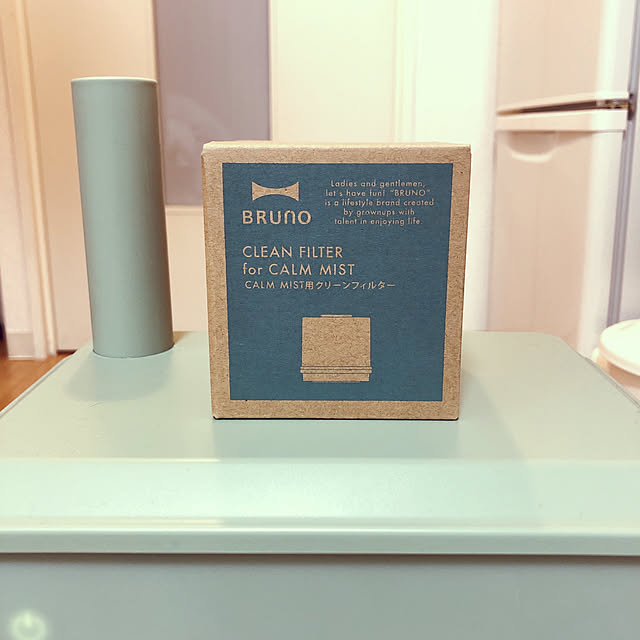 BRUNO
Ladies and gentlemen,
let's have fun! "BRUNO"
is a lifestyle brand created
by grownups with
talent in enjoying life.
CLEAN FILTER
for CALM MIST
CALM MIST用クリーンフィルター